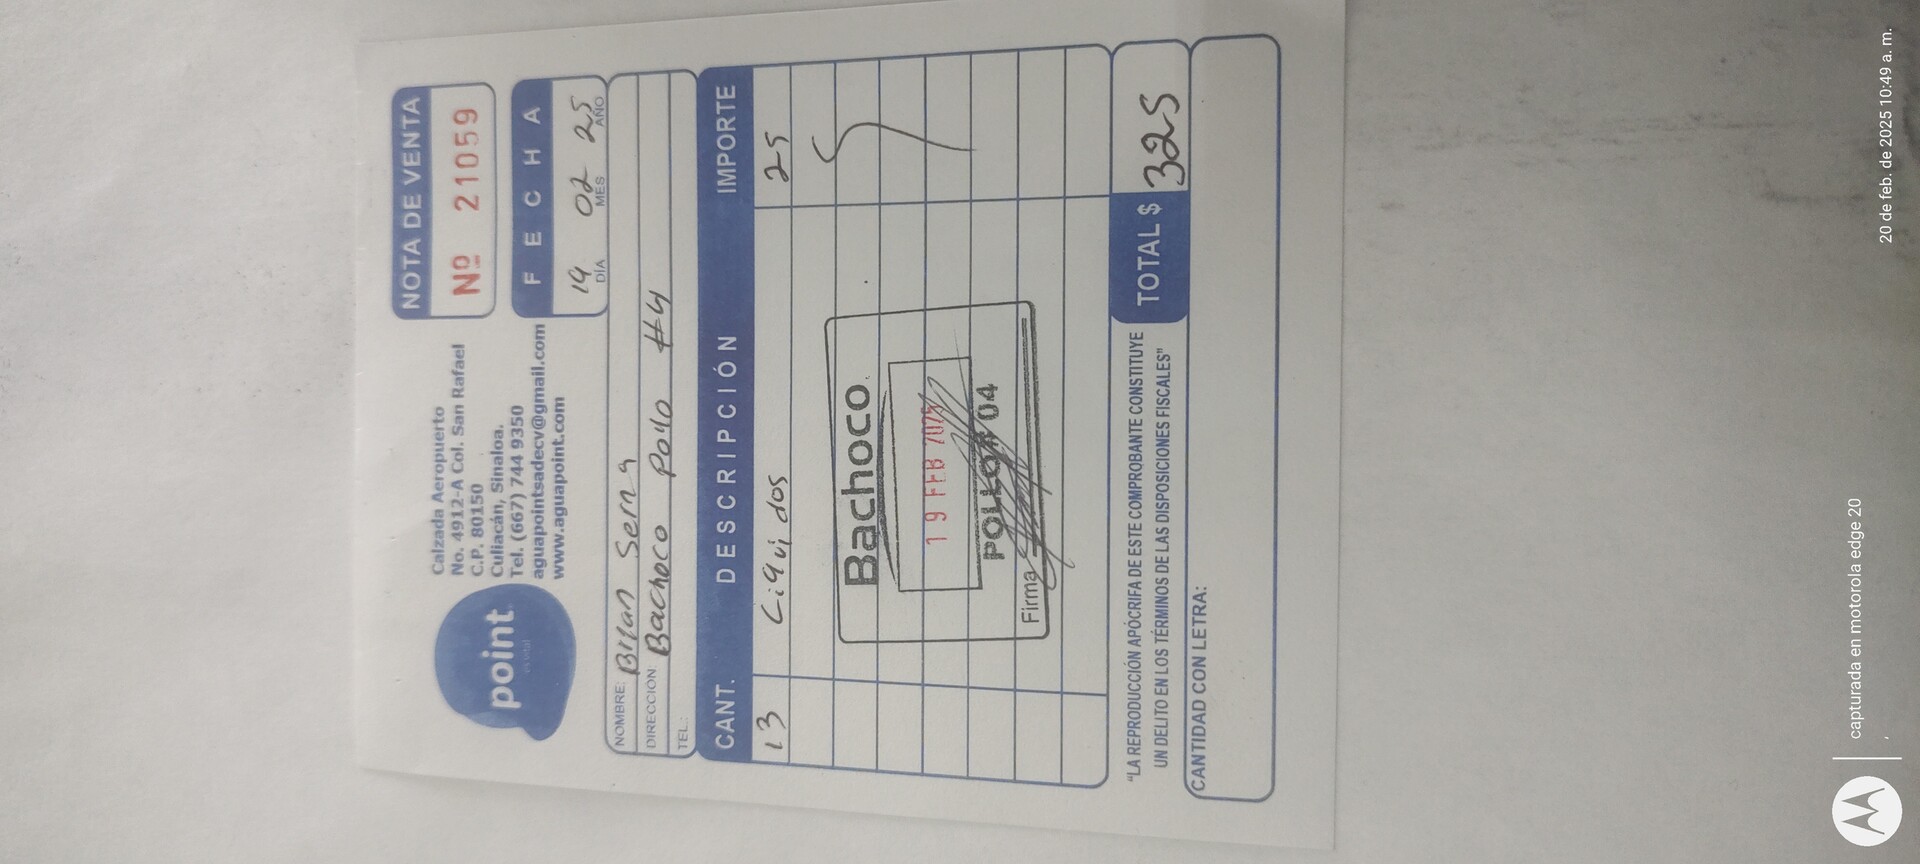 point
es vital
Calzada Aeropuerto
No. 4912-A Col. San Rafael
C.P. 80150
Culiacán, Sinaloa.
Tel. (667) 744 9350
aguapointsadecv@gmail.com
www.aguapoint.com
NOTA DE VENTA
Nº 21059
FECHA
19 02 25
DÍA MES AÑO
NOMBRE: Brian Serna
DIRECCIÓN: Bachoco Pollo #4
TEL.:
CANT. DESCRIPCIÓN IMPORTE
13 Liquidos 25
Bachoco
19 FEB 2025
POLLO # 04
Firma
"LA REPRODUCCIÓN APÓCRIFA DE ESTE COMPROBANTE CONSTITUYE
UN DELITO EN LOS TÉRMINOS DE LAS DISPOSICIONES FISCALES"
TOTAL $ 325
CANTIDAD CON LETRA:
capturada en motorola edge 20
20 de feb. de 2025 10:49 a. m.